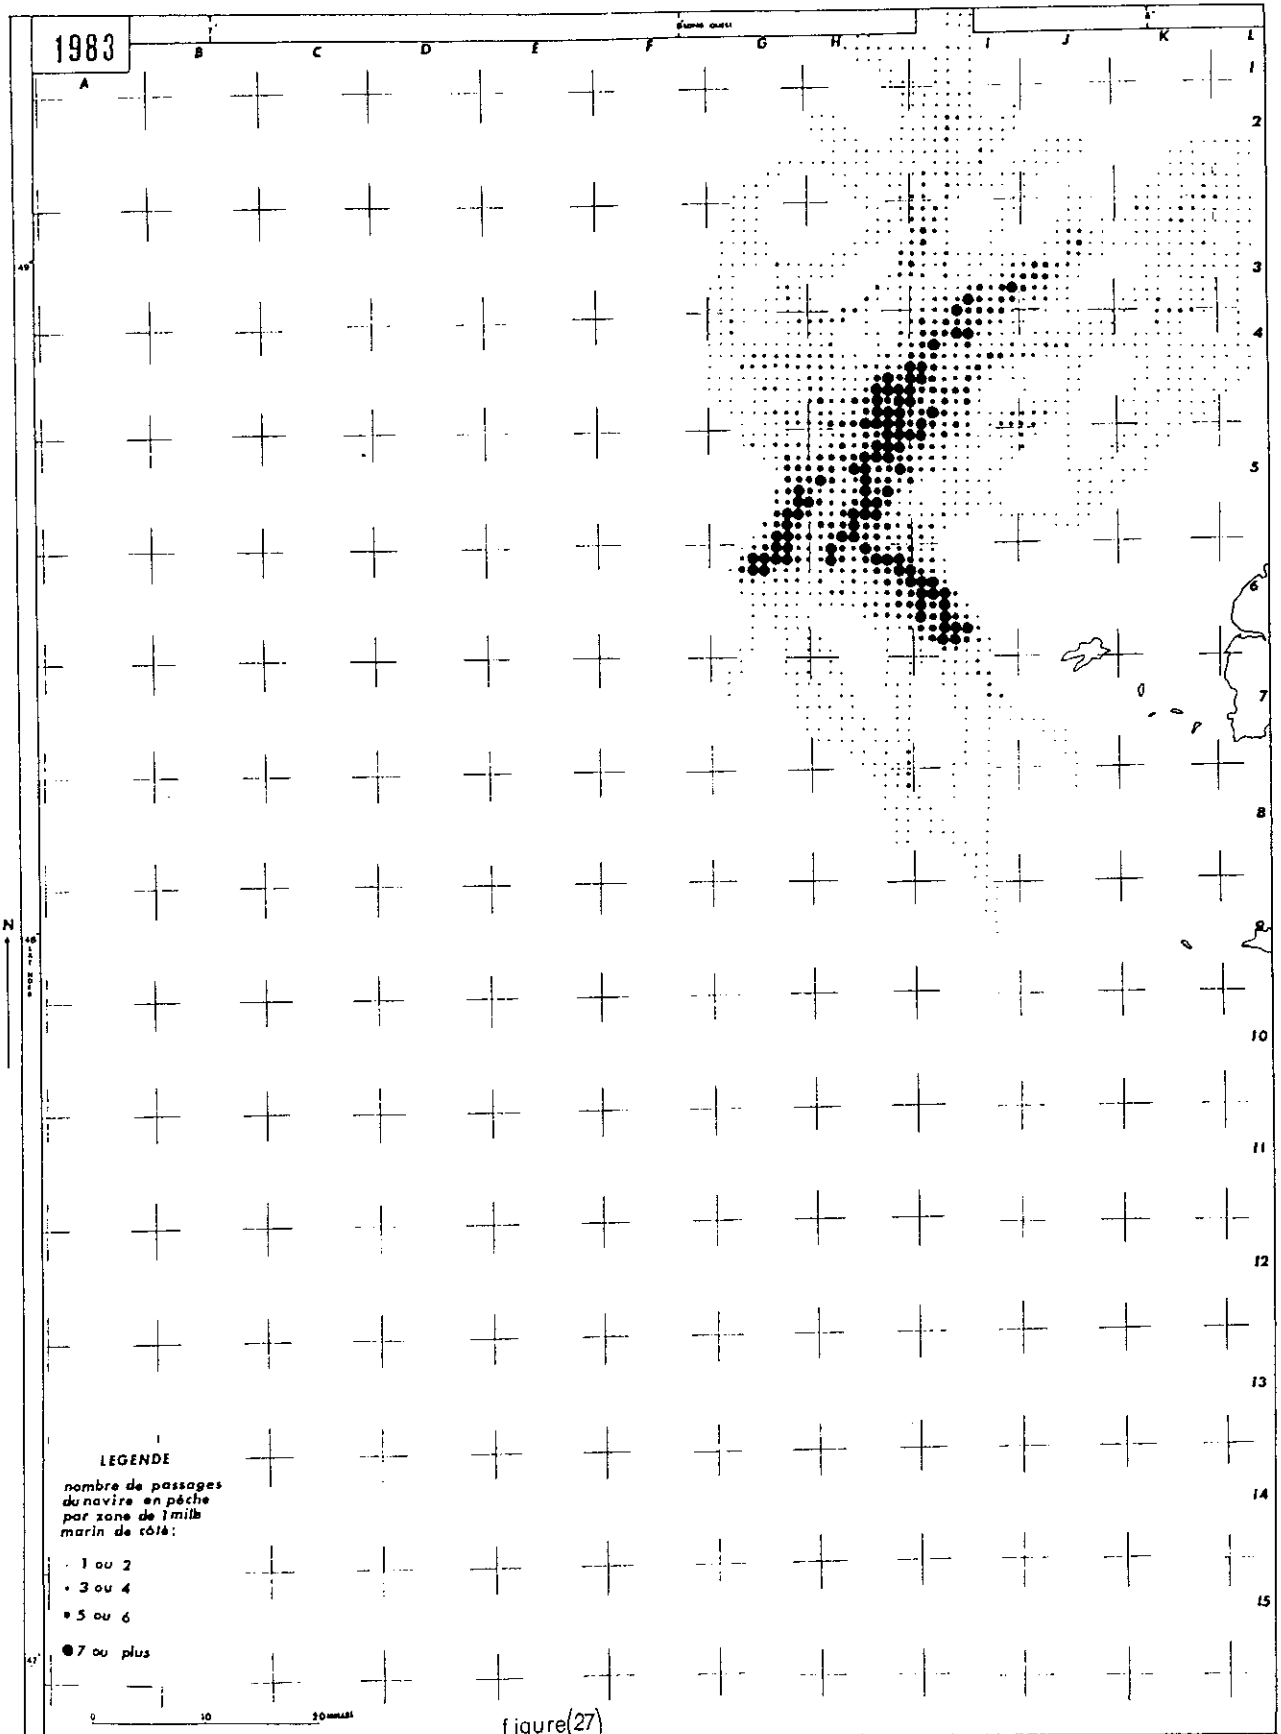 1983
A B C D E F G H I J K L
1
2
3
4
5
6
7
8
9
10
11
12
13
14
15
49°
N
48°
47°
LEGENDE
nombre de passages
du navire en pêche
par zone de 1 mille
marin de côté:
1 ou 2
3 ou 4
5 ou 6
7 ou plus
0 10 20 milles
figure(27)